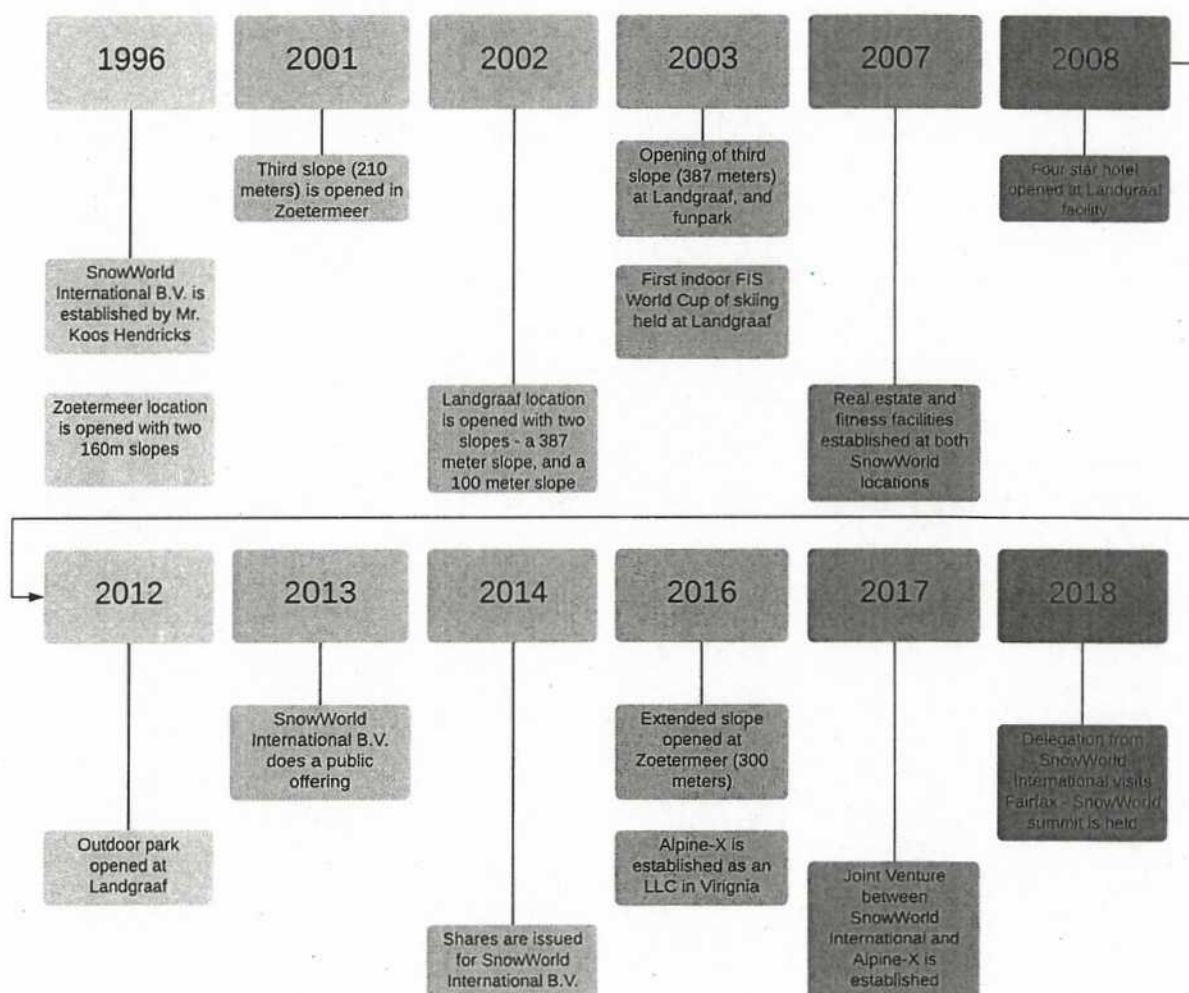 1996
2001
2002
2003
2007
2008
Third slope (210
meters) is opened in
Zoetermeer
Opening of third
slope (387 meters)
at Landgraaf, and
funpark
Four star hotel
opened at Landgraaf
facility
SnowWorld
International B.V. is
established by Mr.
Koos Hendricks
First indoor FIS
World Cup of skiing
held at Landgraaf
Zoetermeer location
is opened with two
160m slopes
Landgraaf location
is opened with two
slopes - a 387
meter slope, and a
100 meter slope
Real estate and
fitness facilities
established at both
SnowWorld
locations
2012
2013
2014
2016
2017
2018
SnowWorld
International B.V.
does a public
offering
Extended slope
opened at
Zoetermeer (300
meters)
Delegation from
SnowWorld
International visits
Fairfax - SnowWorld
summit is held
Outdoor park
opened at
Landgraaf
Alpine-X is
established as an
LLC in Virignia
Joint Venture
between
SnowWorld
International and
Alpine-X is
established
Shares are issued
for SnowWorld
International B.V.